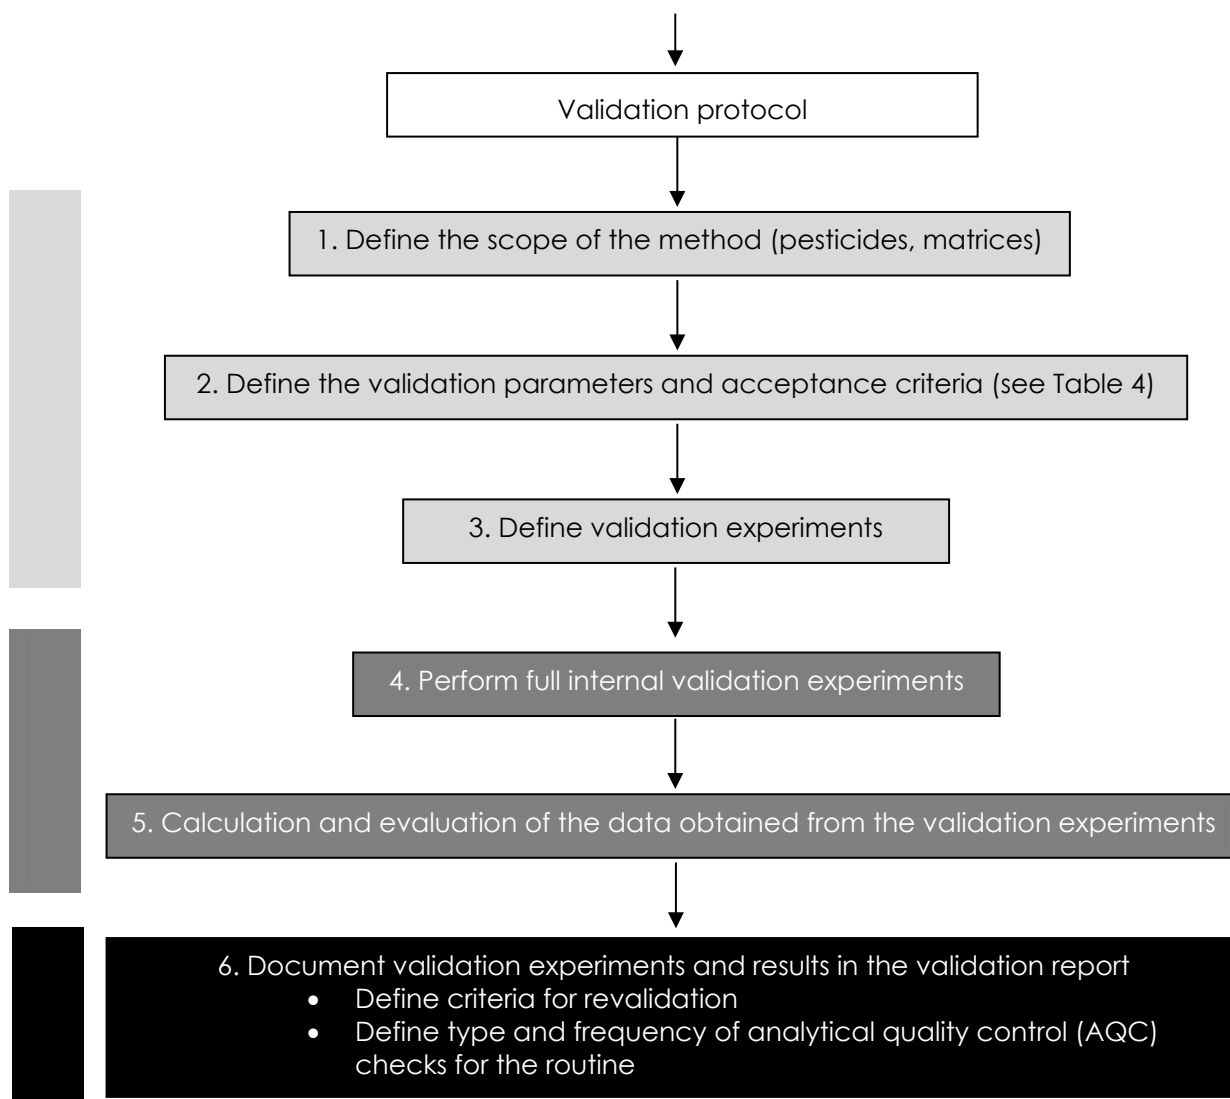 Validation protocol
1. Define the scope of the method (pesticides, matrices)
2. Define the validation parameters and acceptance criteria (see Table 4)
3. Define validation experiments
4. Perform full internal validation experiments
5. Calculation and evaluation of the data obtained from the validation experiments
6. Document validation experiments and results in the validation report
• Define criteria for revalidation
• Define type and frequency of analytical quality control (AQC)
checks for the routine